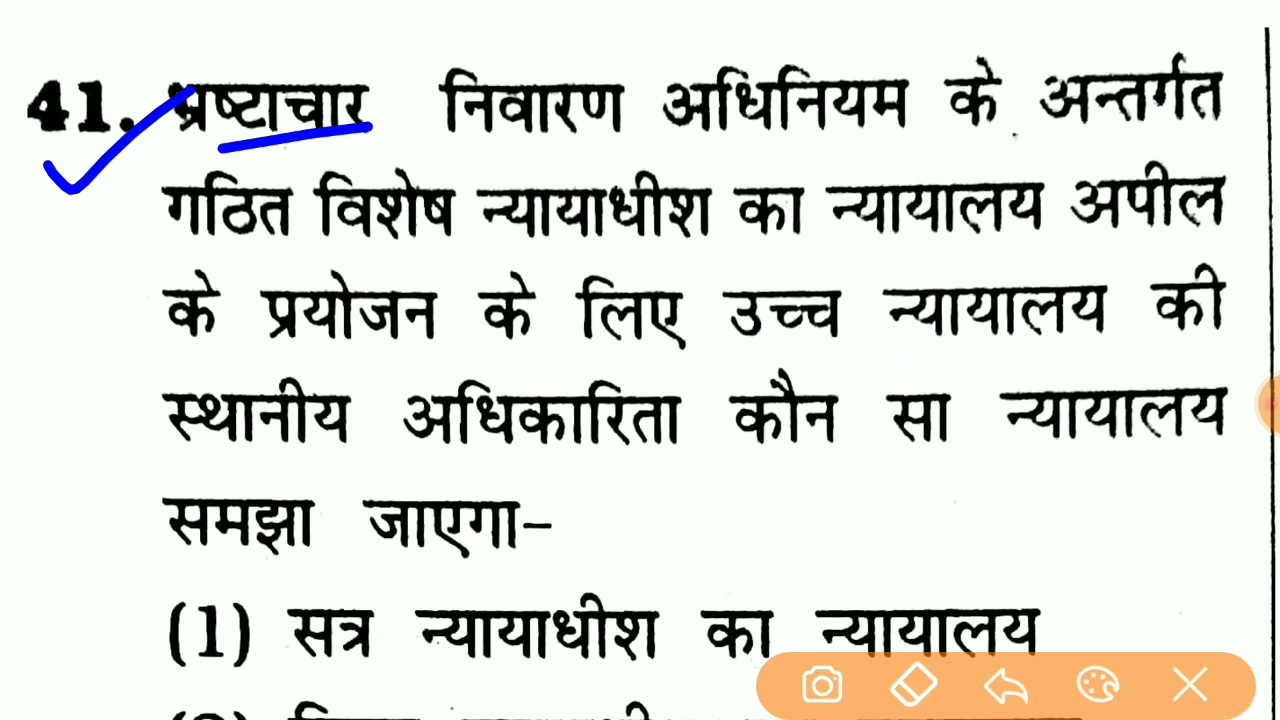 41. भ्रष्टाचार निवारण अधिनियम के अन्तर्गत
गठित विशेष न्यायाधीश का न्यायालय अपील
के प्रयोजन के लिए उच्च न्यायालय की
स्थानीय अधिकारिता कौन सा न्यायालय
समझा जाएगा-
(1) सत्र न्यायाधीश का न्यायालय